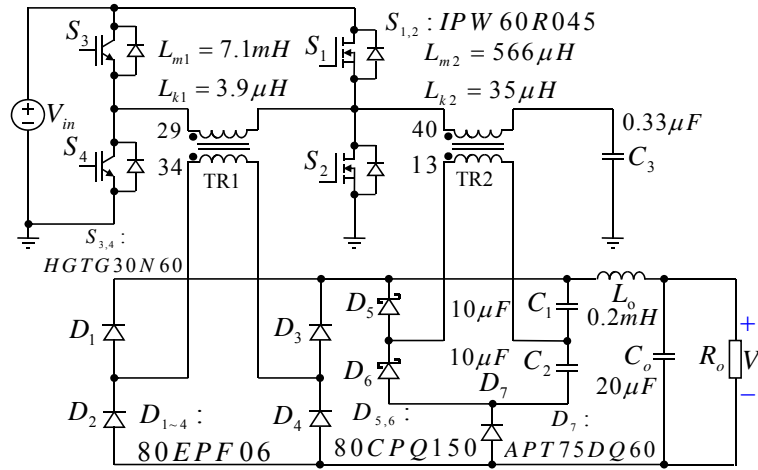 S3
Lm1 = 7.1mH
Lk1 = 3.9μH
S1
S1,2 : IPW 60R045
Lm2 = 566μH
Lk2 = 35μH
Vin
S4
29
34
TR1
S2
40
13
TR2
0.33μF
C3
S3,4 :
HGTG30N60
D1
D3
D5
10μF
C1
Lo
0.2mH
D6
10μF
C2
Co
20μF
Ro
V
+
−
D2
D1~4 :
80EPF06
D4
D5,6 :
80CPQ150
D7
D7 :
APT75DQ60